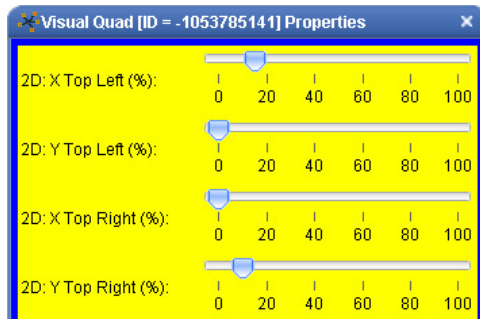 Visual Quad [ID = -1053785141] Properties
2D: X Top Left (%):
0 20 40 60 80 100
2D: Y Top Left (%):
0 20 40 60 80 100
2D: X Top Right (%):
0 20 40 60 80 100
2D: Y Top Right (%):
0 20 40 60 80 100